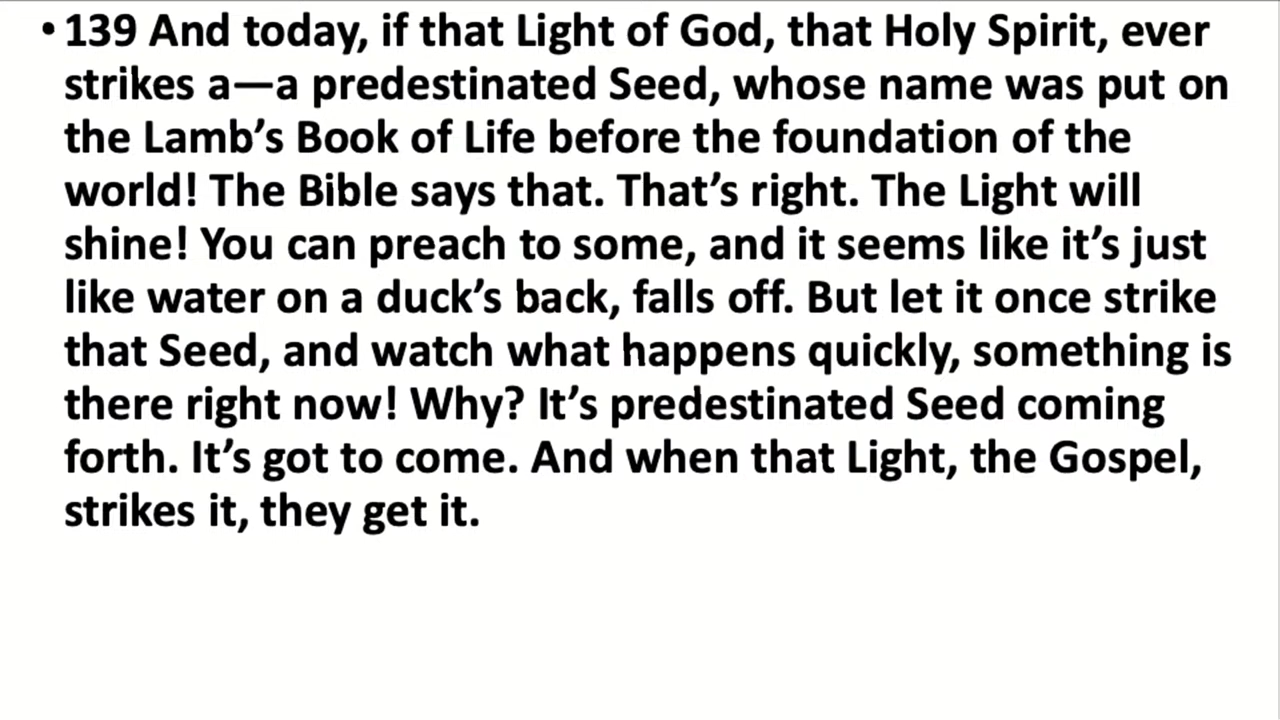 • 139 And today, if that Light of God, that Holy Spirit, ever
strikes a—a predestinated Seed, whose name was put on
the Lamb’s Book of Life before the foundation of the
world! The Bible says that. That’s right. The Light will
shine! You can preach to some, and it seems like it’s just
like water on a duck’s back, falls off. But let it once strike
that Seed, and watch what happens quickly, something is
there right now! Why? It’s predestinated Seed coming
forth. It’s got to come. And when that Light, the Gospel,
strikes it, they get it.